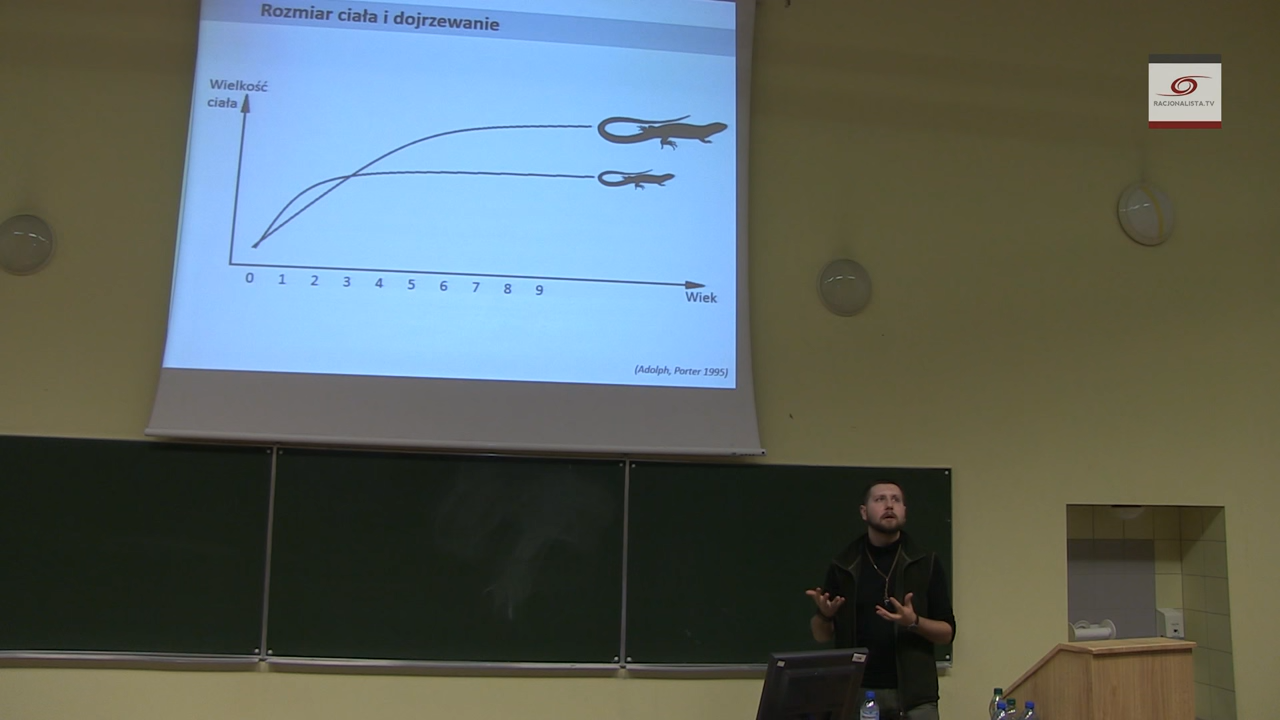 Rozmiar ciała i dojrzewanie
Wielkość
ciała
0 1 2 3 4 5 6 7 8 9
Wiek
(Adolph, Porter 1995)
RACJONALISTA.TV